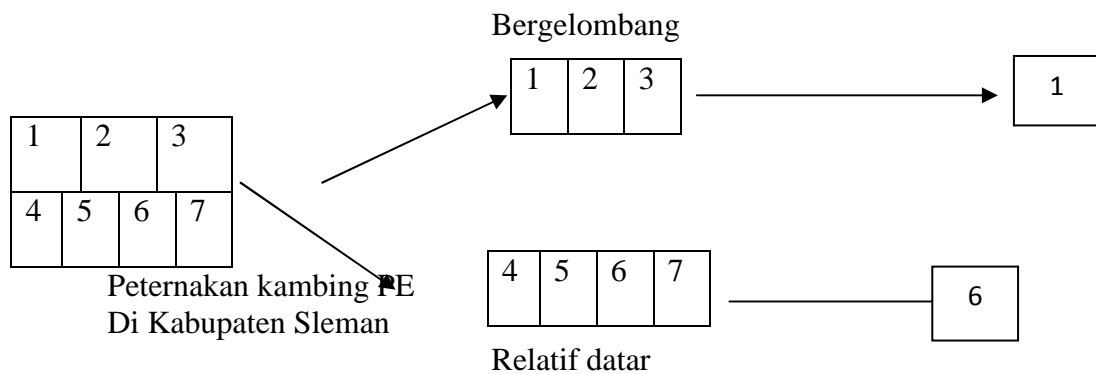 Bergelombang
1 2 3
1
1 2 3
4 5 6 7
Peternakan kambing PE
Di Kabupaten Sleman
4 5 6 7
6
Relatif datar